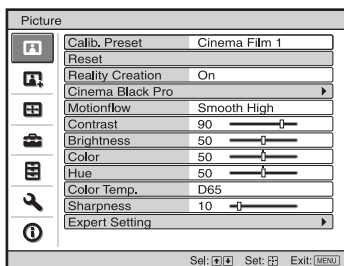 Picture
Calib. Preset Cinema Film 1
Reset
Reality Creation On
Cinema Black Pro
Motionflow Smooth High
Contrast 90
Brightness 50
Color 50
Hue 50
Color Temp. D65
Sharpness 10
Expert Setting
Sel: Set: Exit: MENU